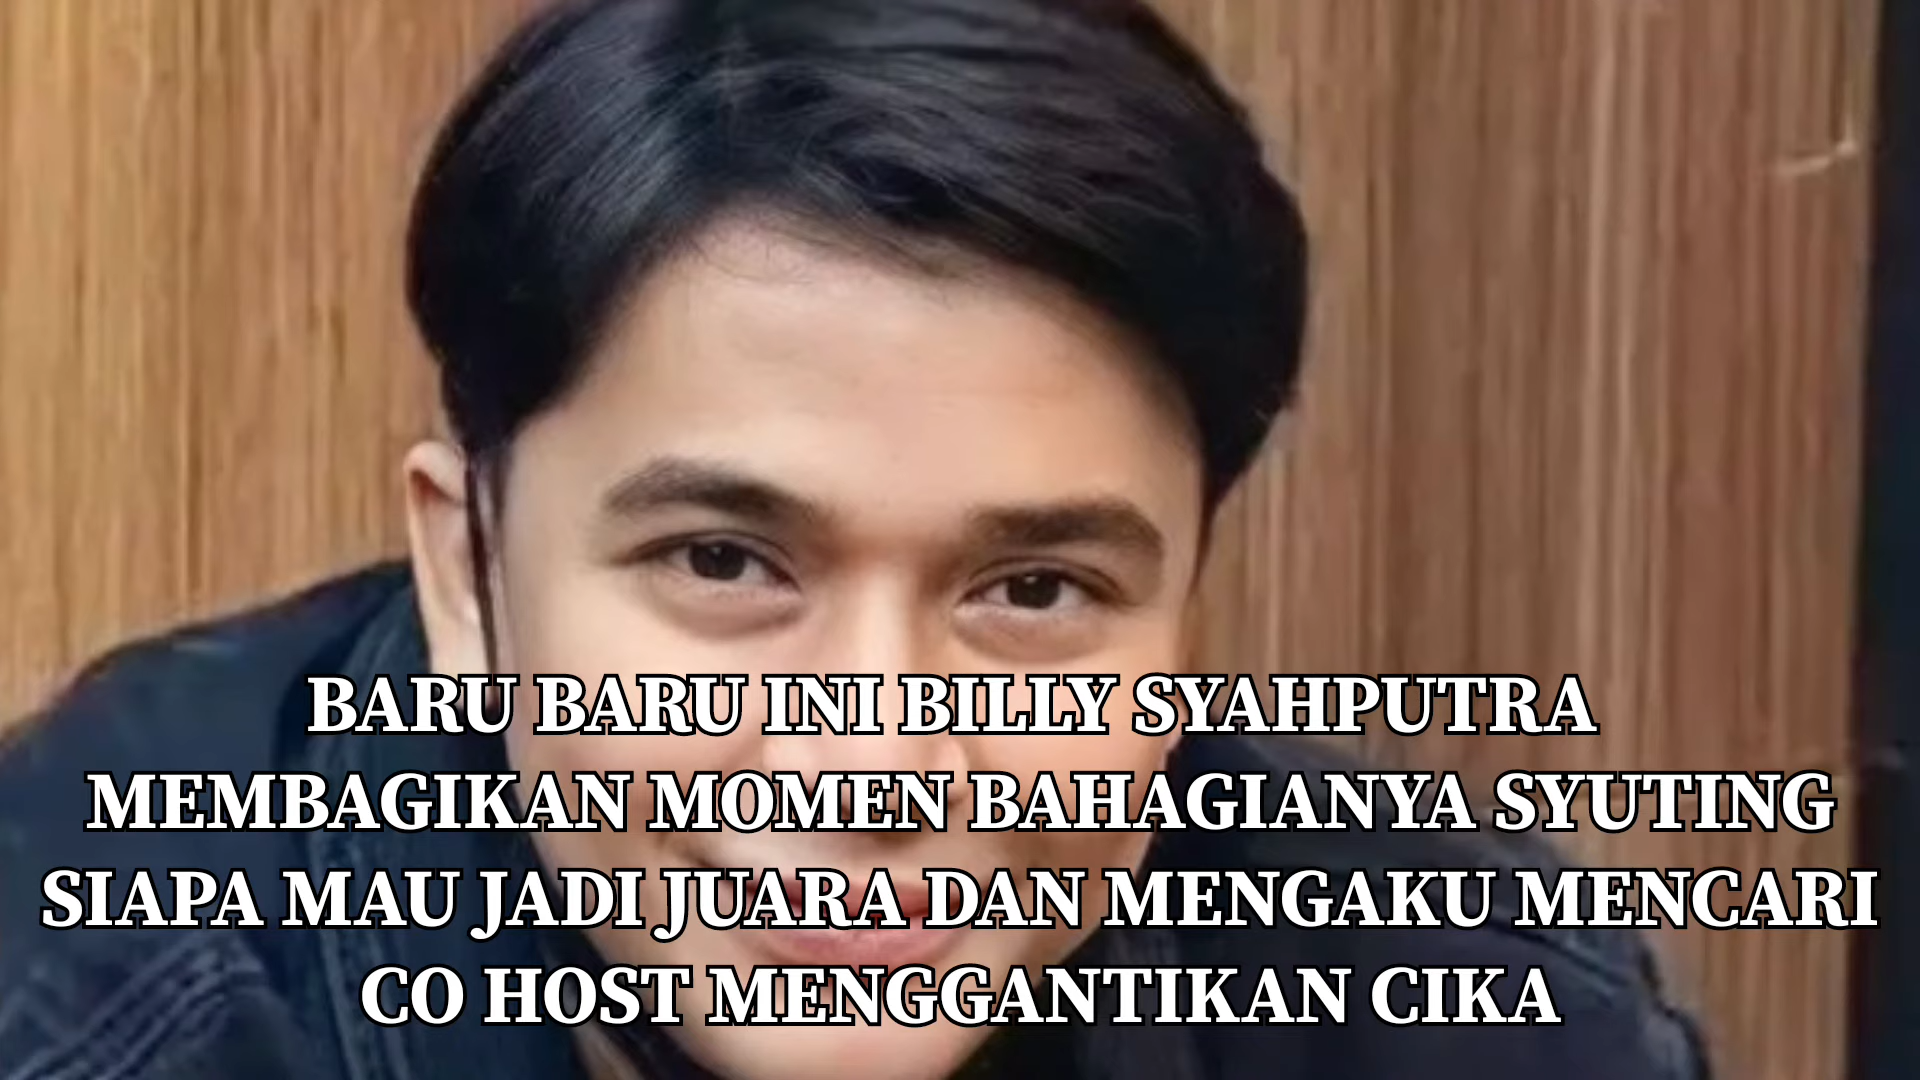 BARU BARU INI BILLY SYAHPUTRA
MEMBAGIKAN MOMEN BAHAGIANYA SYUTING
SIAPA MAU JADI JUARA DAN MENGAKU MENCARI
CO HOST MENGGANTIKAN CIKA